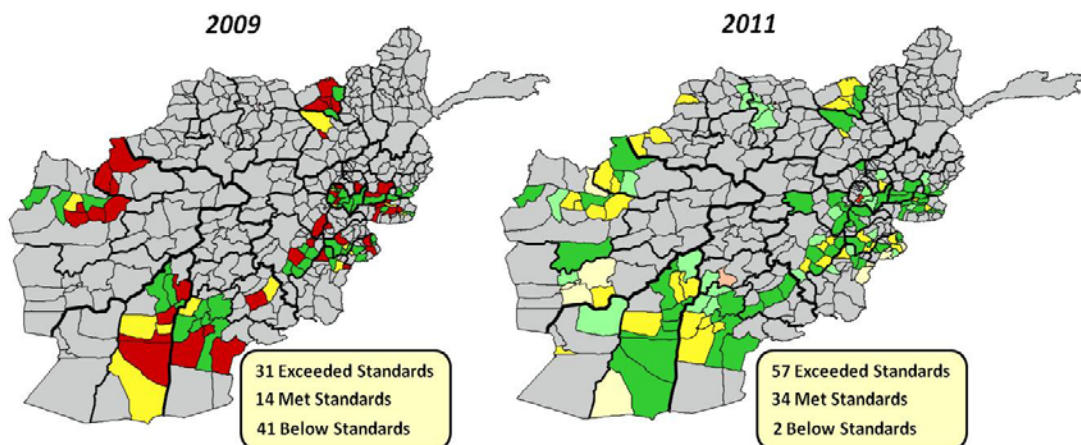 2009
2011
31 Exceeded Standards
14 Met Standards
41 Below Standards
57 Exceeded Standards
34 Met Standards
2 Below Standards